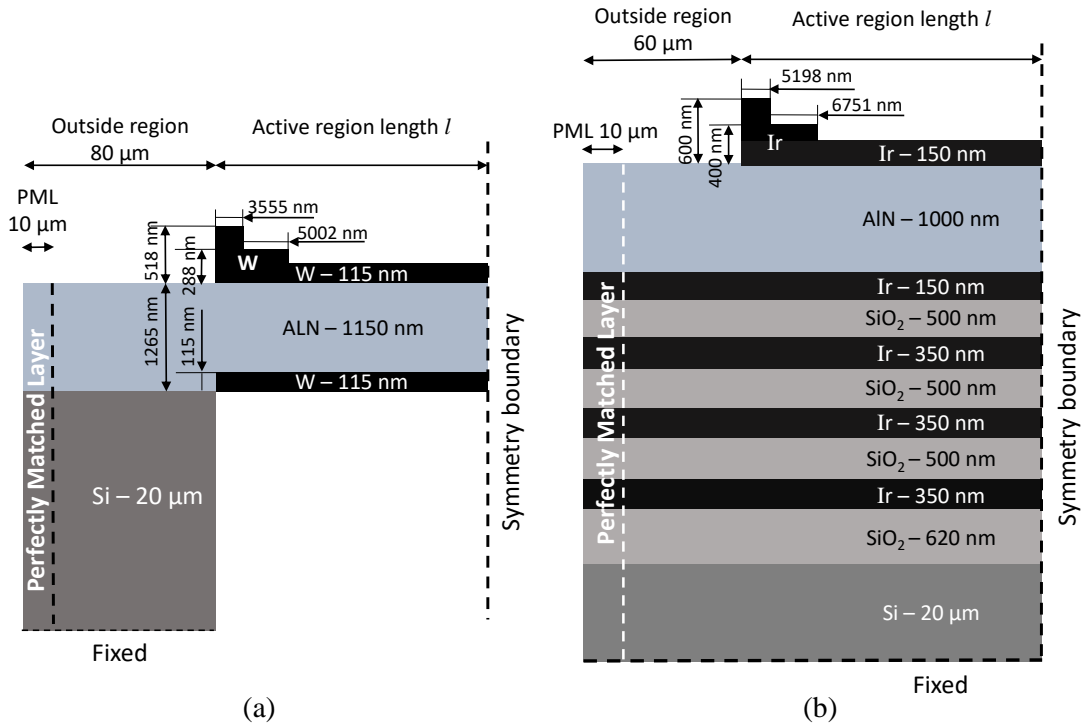 Outside region
80 μm
Active region length l
PML
10 μm
3555 nm
5002 nm
518 nm
288 nm
W
W – 115 nm
1265 nm
115 nm
ALN – 1150 nm
W – 115 nm
Perfectly Matched Layer
Si – 20 μm
Symmetry boundary
Fixed
(a)
Outside region
60 μm
Active region length l
5198 nm
6751 nm
PML 10 μm
600 nm
400 nm
Ir
Ir – 150 nm
AlN – 1000 nm
Ir – 150 nm
SiO₂ – 500 nm
Ir – 350 nm
SiO₂ – 500 nm
Ir – 350 nm
SiO₂ – 500 nm
Ir – 350 nm
SiO₂ – 620 nm
Perfectly Matched Layer
Si – 20 μm
Symmetry boundary
Fixed
(b)